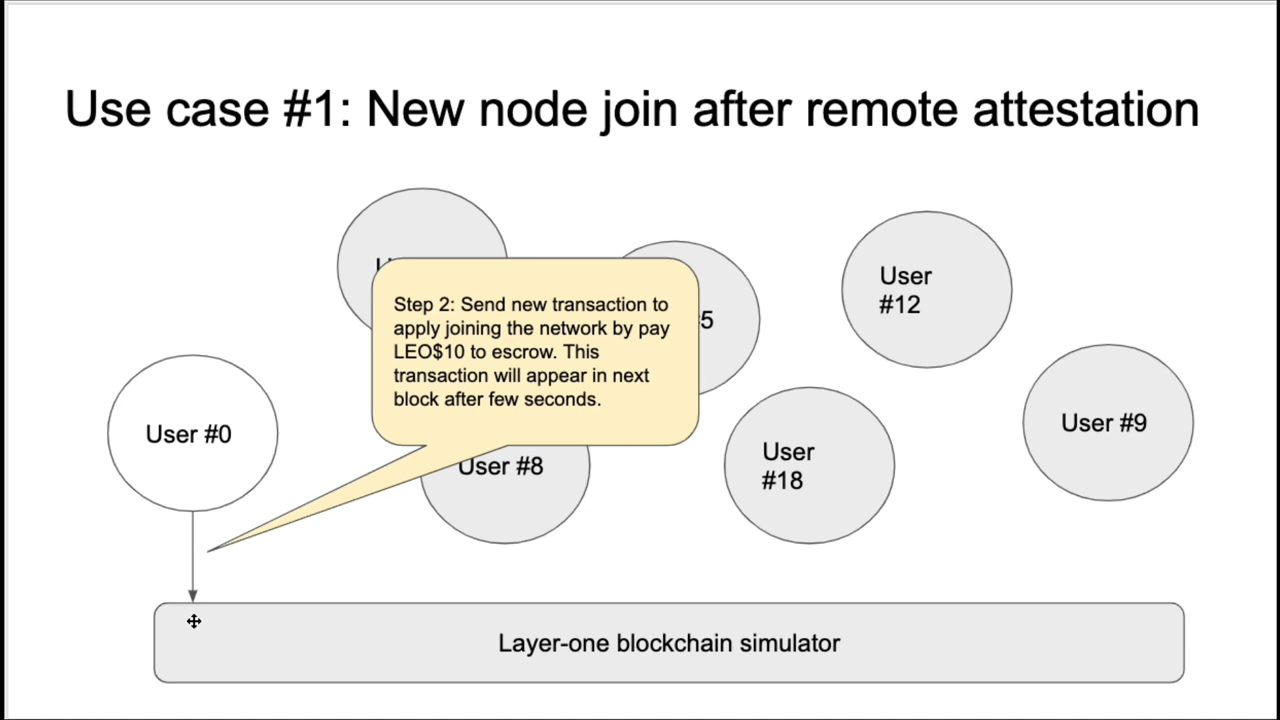 Use case #1: New node join after remote attestation
User
#12
Step 2: Send new transaction to
apply joining the network by pay
LEO$10 to escrow. This
transaction will appear in next
block after few seconds.
User #0
User #9
User #8
User
#18
Layer-one blockchain simulator